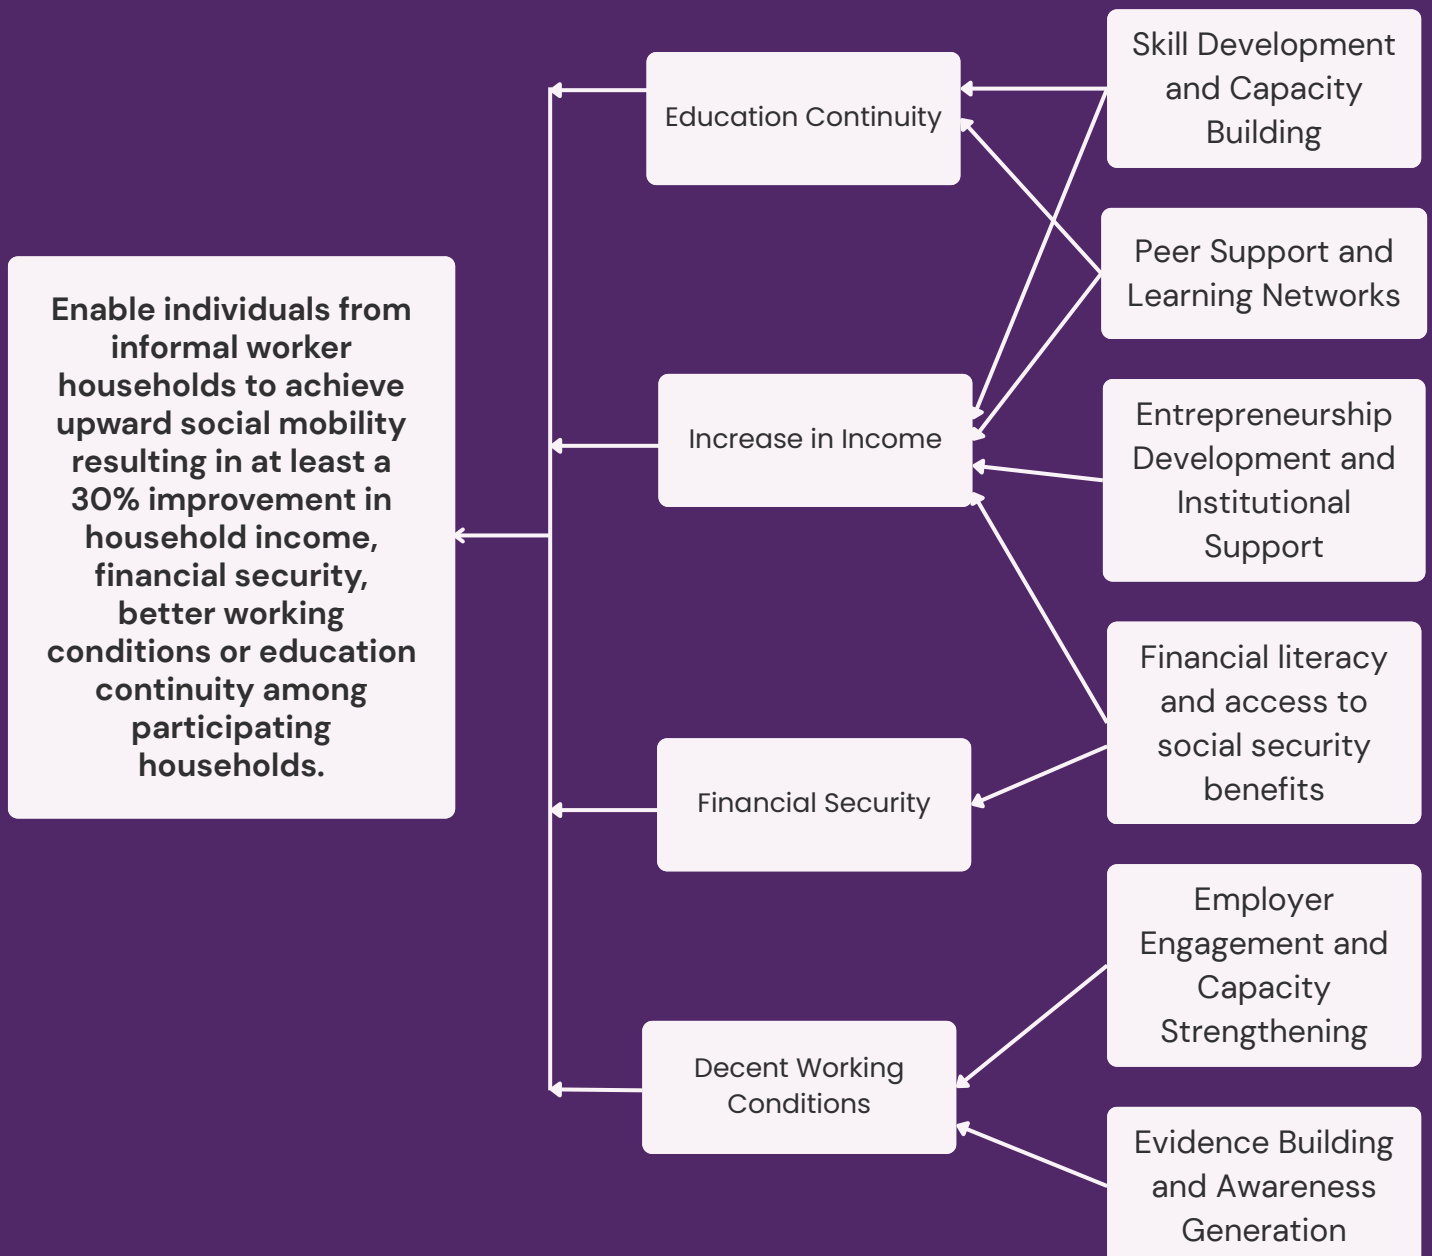 Enable individuals from
informal worker
households to achieve
upward social mobility
resulting in at least a
30% improvement in
household income,
financial security,
better working
conditions or education
continuity among
participating
households.
Education Continuity
Increase in Income
Financial Security
Decent Working
Conditions
Skill Development
and Capacity
Building
Peer Support and
Learning Networks
Entrepreneurship
Development and
Institutional
Support
Financial literacy
and access to
social security
benefits
Employer
Engagement and
Capacity
Strengthening
Evidence Building
and Awareness
Generation